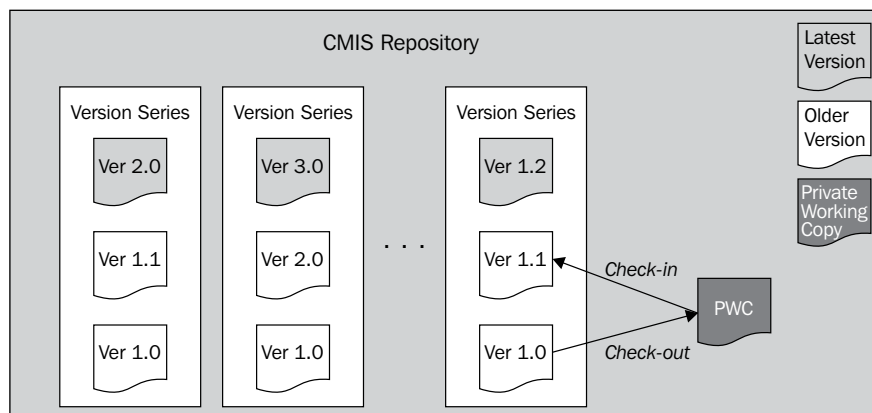 CMIS Repository
Latest
Version
Older
Version
Private
Working
Copy
Version Series
Ver 2.0
Ver 1.1
Ver 1.0
Version Series
Ver 3.0
Ver 2.0
Ver 1.0
. . .
Version Series
Ver 1.2
Ver 1.1
Ver 1.0
Check-in
Check-out
PWC